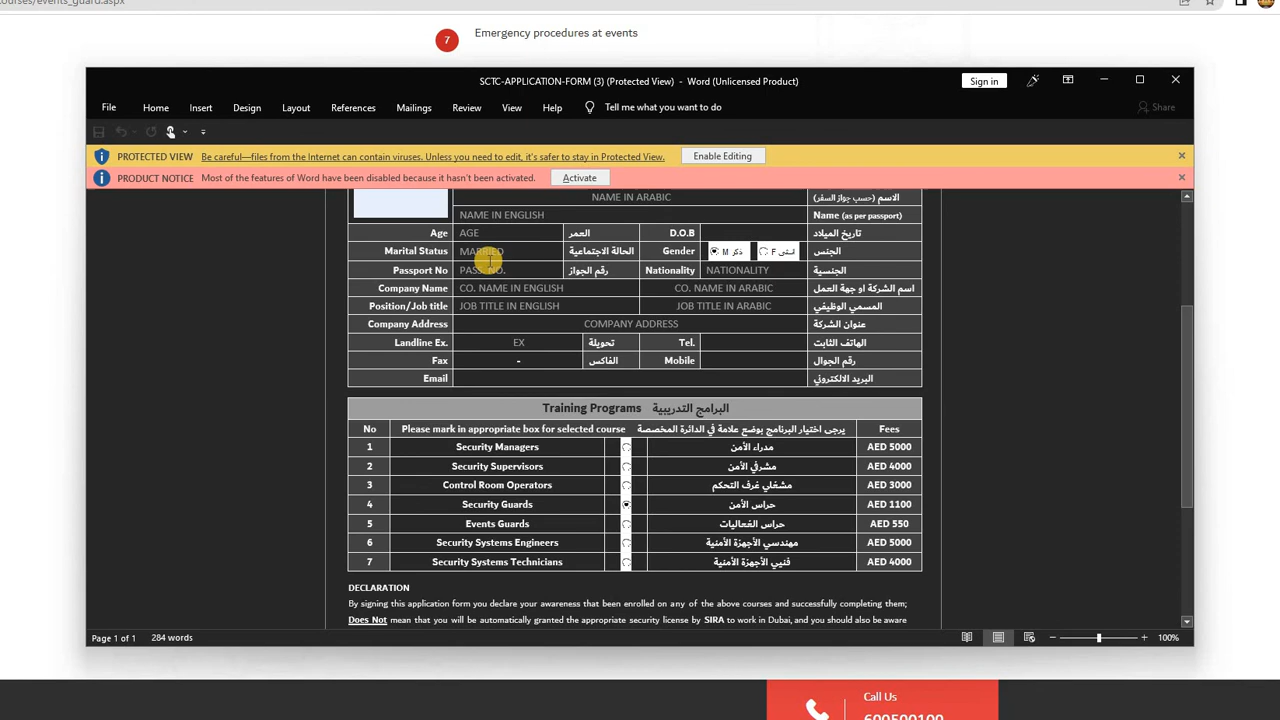 courses/events_guard.aspx
7 Emergency procedures at events
SCTC-APPLICATION-FORM (3) (Protected View) - Word (Unlicensed Product)
Sign in
File Home Insert Design Layout References Mailings Review View Help Tell me what you want to do Share
PROTECTED VIEW Be careful—files from the Internet can contain viruses. Unless you need to edit, it's safer to stay in Protected View. Enable Editing
PRODUCT NOTICE Most of the features of Word have been disabled because it hasn't been activated. Activate
NAME IN ARABIC الاسم (حسب جواز السفر)
NAME IN ENGLISH Name (as per passport)
Age AGE العمر D.O.B تاريخ الميلاد
Marital Status MARRIED الحالة الاجتماعية Gender M ذكر F انثى الجنس
Passport No PASS. NO. رقم الجواز Nationality NATIONALITY الجنسية
Company Name CO. NAME IN ENGLISH CO. NAME IN ARABIC اسم الشركة او جهة العمل
Position/Job title JOB TITLE IN ENGLISH JOB TITLE IN ARABIC المسمي الوظيفي
Company Address COMPANY ADDRESS عنوان الشركة
Landline Ex. EX تحويلة Tel. الهاتف الثابت
Fax - الفاكس Mobile رقم الجوال
Email البريد الالكتروني
Training Programs البرامج التدريبية
No Please mark in appropriate box for selected course يرجى اختيار البرنامج بوضع علامة في الدائرة المخصصة Fees
1 Security Managers مدراء الأمن AED 5000
2 Security Supervisors مشرفي الأمن AED 4000
3 Control Room Operators مشغلي غرف التحكم AED 3000
4 Security Guards حراس الأمن AED 1100
5 Events Guards حراس الفعاليات AED 550
6 Security Systems Engineers مهندسي الأجهزة الأمنية AED 5000
7 Security Systems Technicians فنيي الأجهزة الأمنية AED 4000
DECLARATION
By signing this application form you declare your awareness that been enrolled on any of the above courses and successfully completing them;
Does Not mean that you will be automatically granted the appropriate security license by SIRA to work in Dubai, and you should also be aware
Page 1 of 1 284 words 100%
Call Us
600500100